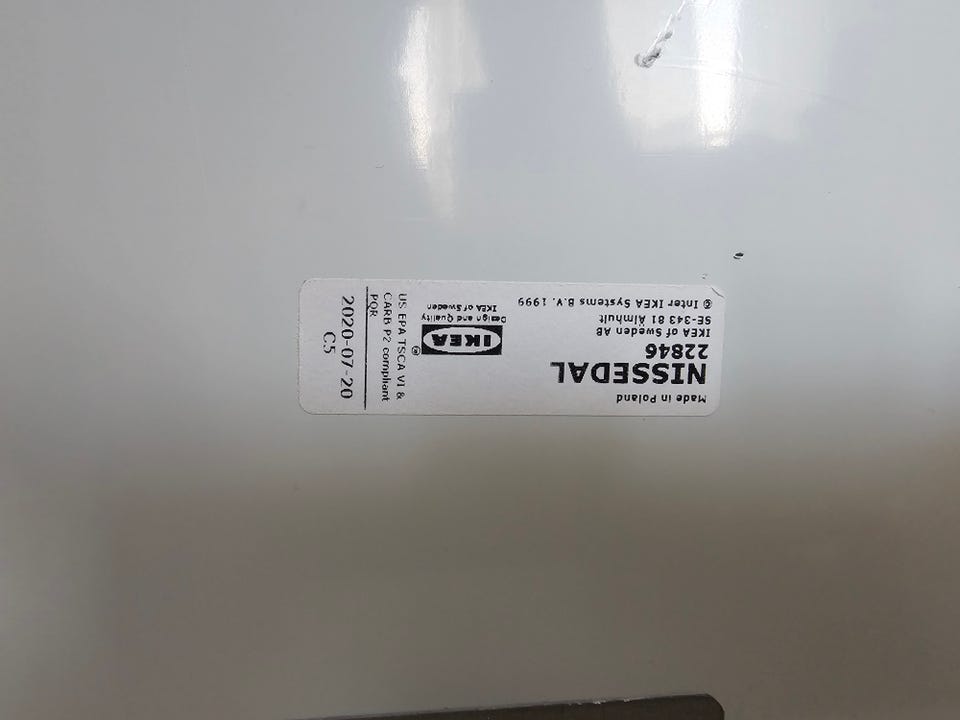 Made in Poland
NISSEDAL
22846
IKEA of Sweden AB
SE-343 81 Älmhult
© Inter IKEA Systems B.V. 1999
IKEA®
Design and Quality
IKEA of Sweden
US EPA TSCA VI &
CARB P2 compliant
PQR
2020-07-20
C5